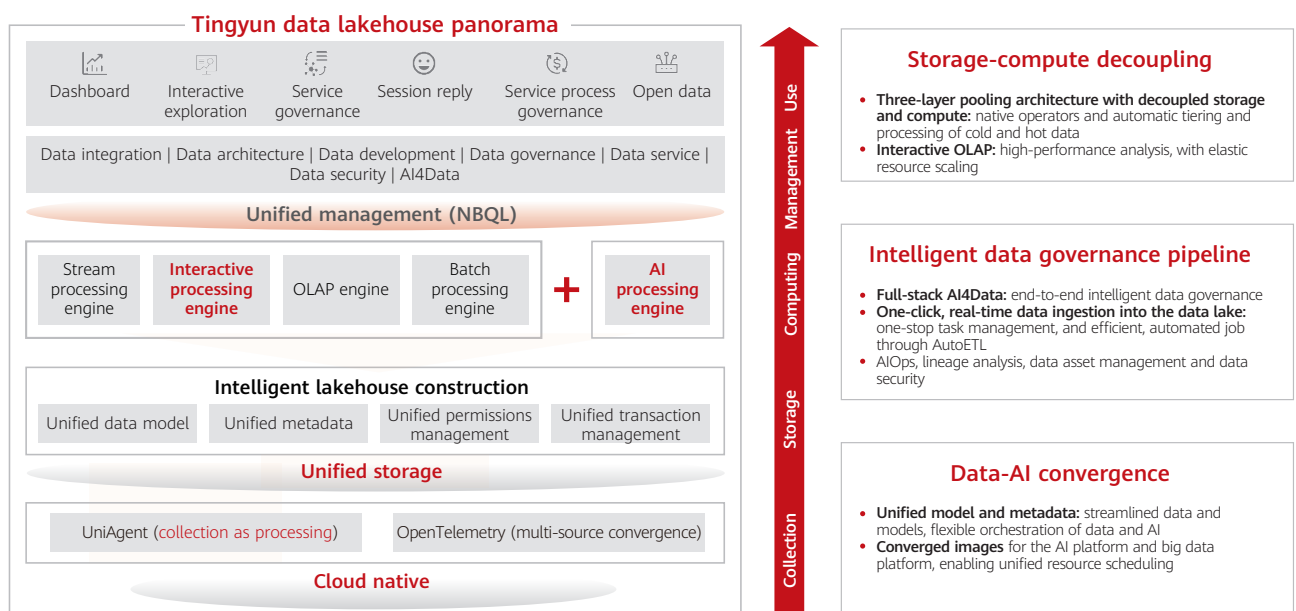 Tingyun data lakehouse panorama
Dashboard
Interactive
exploration
Service
governance
Session reply
Service process
governance
Open data
Data integration | Data architecture | Data development | Data governance | Data service |
Data security | AI4Data
Unified management (NBQL)
Stream
processing
engine
Interactive
processing
engine
OLAP engine
Batch
processing
engine
+
AI
processing
engine
Intelligent lakehouse construction
Unified data model
Unified metadata
Unified permissions
management
Unified transaction
management
Unified storage
UniAgent (collection as processing)
OpenTelemetry (multi-source convergence)
Cloud native
Use
Management
Computing
Storage
Collection
Storage-compute decoupling
• Three-layer pooling architecture with decoupled storage
and compute: native operators and automatic tiering and
processing of cold and hot data
• Interactive OLAP: high-performance analysis, with elastic
resource scaling
Intelligent data governance pipeline
• Full-stack AI4Data: end-to-end intelligent data governance
• One-click, real-time data ingestion into the data lake:
one-stop task management, and efficient, automated job
through AutoETL
• AIOps, lineage analysis, data asset management and data
security
Data-AI convergence
• Unified model and metadata: streamlined data and
models, flexible orchestration of data and AI
• Converged images for the AI platform and big data
platform, enabling unified resource scheduling